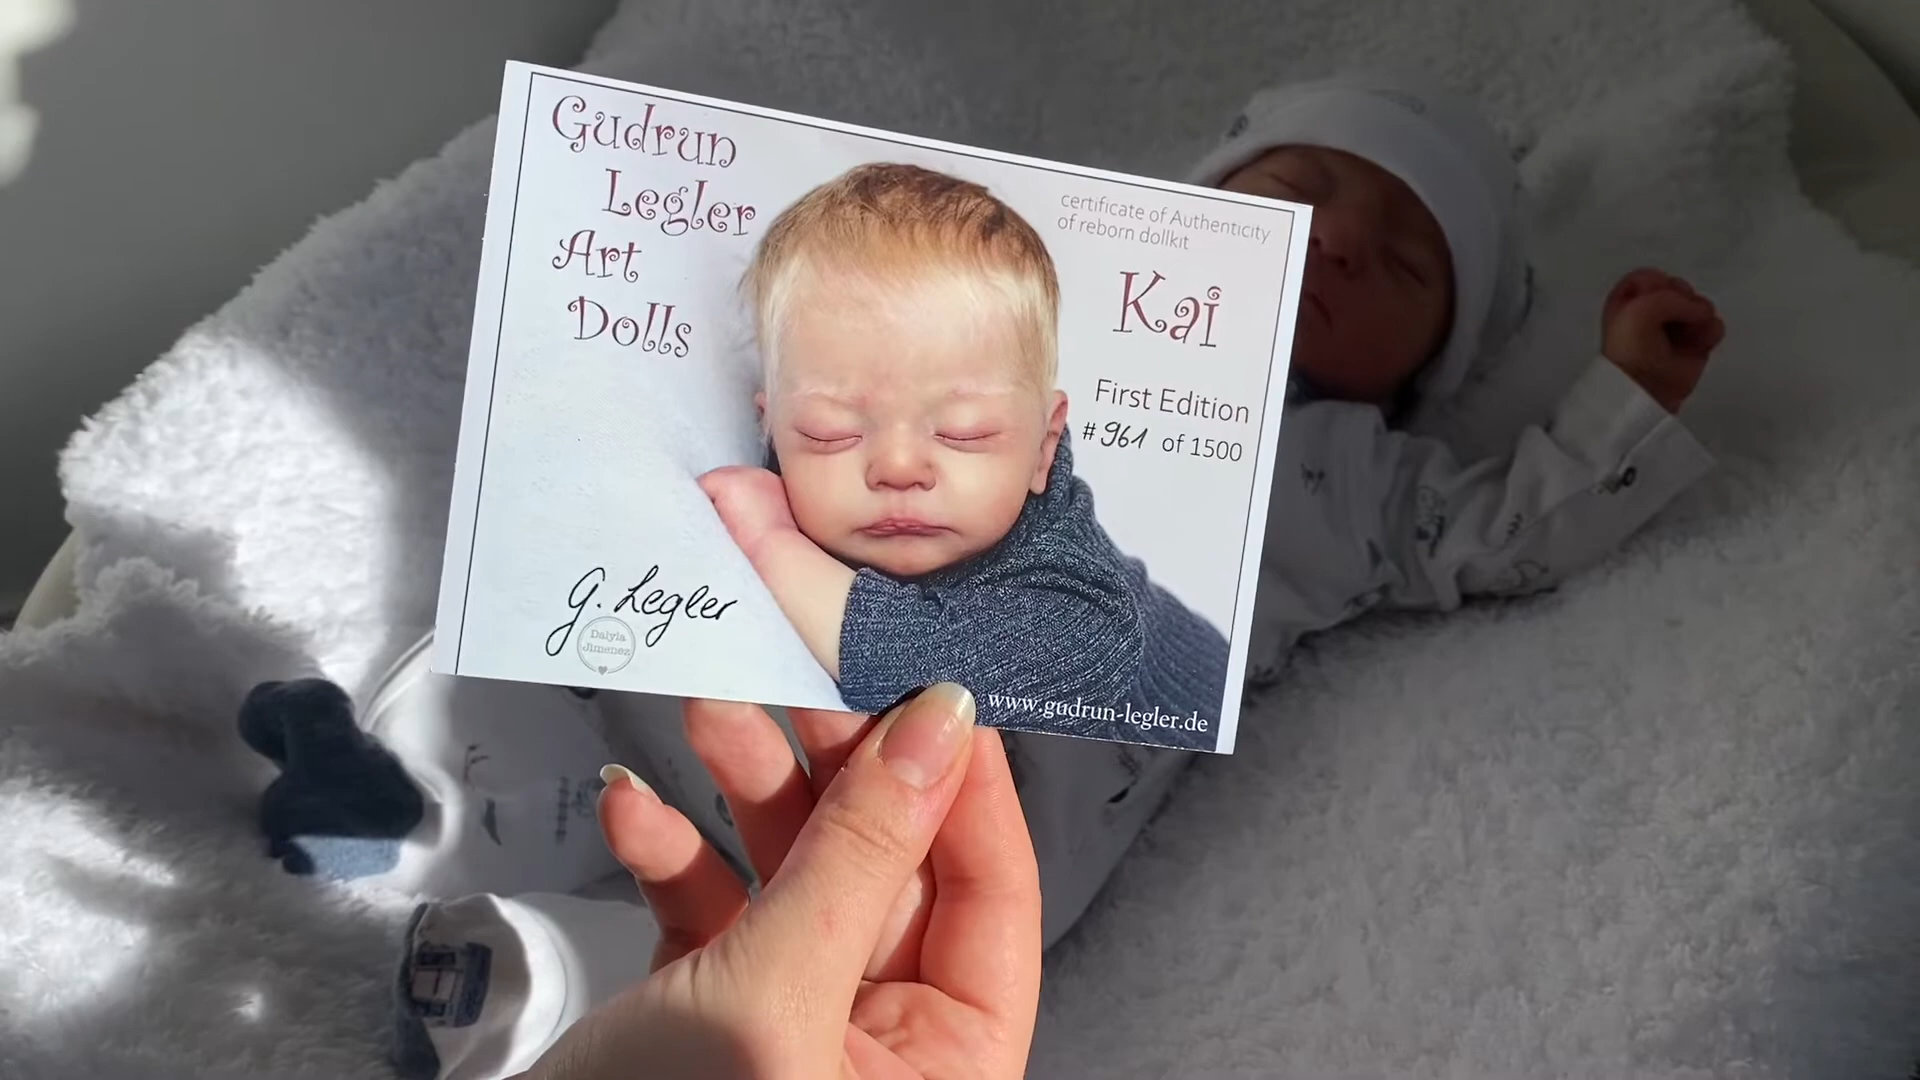 Gudrun
Legler
Art
Dolls
certificate of Authenticity
of reborn dollkit
Kai
First Edition
#961 of 1500
G. Legler
Dalyla
Jimenez
www.gudrun-legler.de